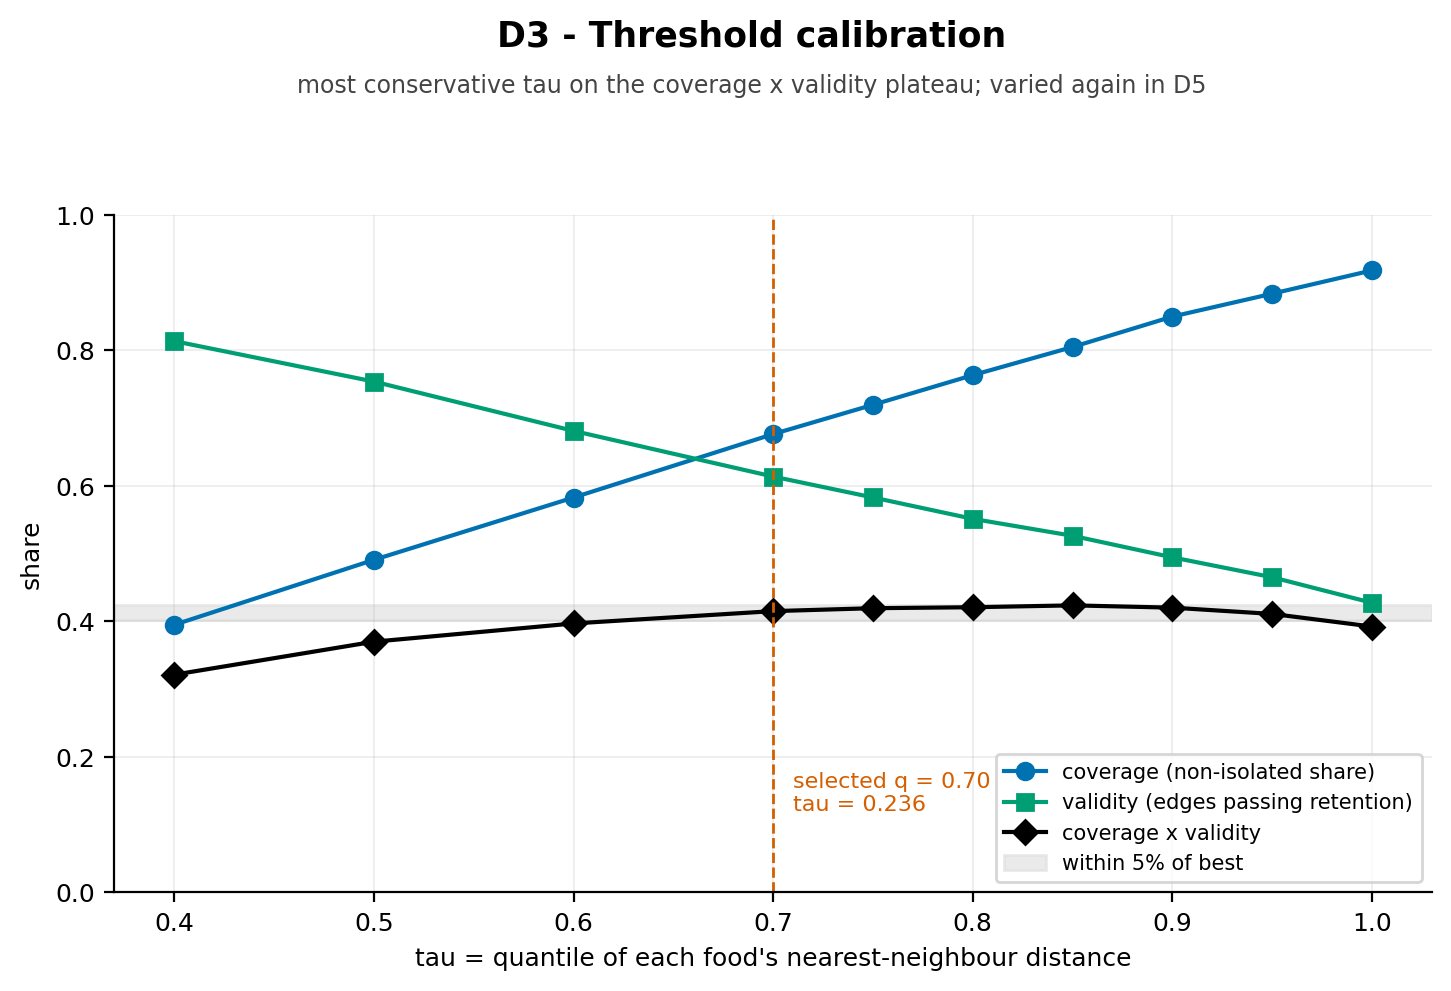 D3 - Threshold calibration
most conservative tau on the coverage x validity plateau; varied again in D5
1.0
0.8
0.6
0.4
0.2
0.0
share
selected q = 0.70
tau = 0.236
coverage (non-isolated share)
validity (edges passing retention)
coverage x validity
within 5% of best
0.4 0.5 0.6 0.7 0.8 0.9 1.0
tau = quantile of each food's nearest-neighbour distance